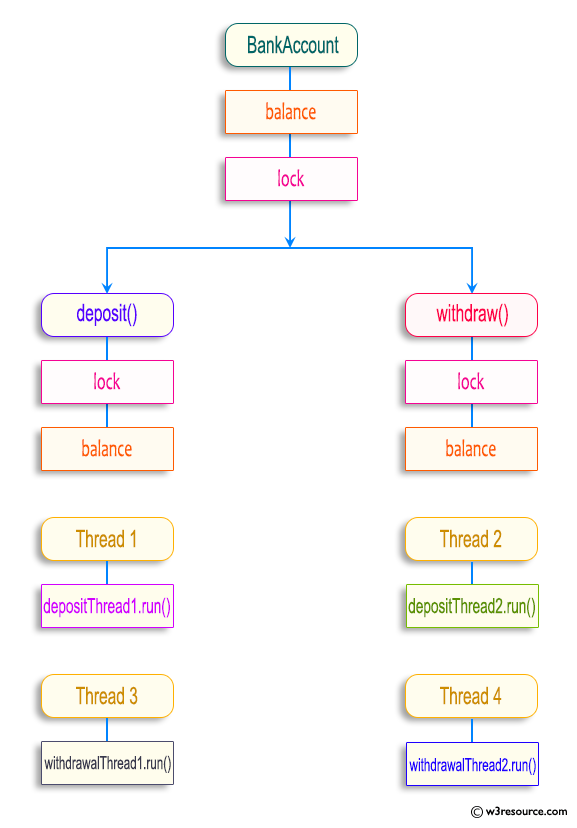 BankAccount
balance
lock
deposit()
withdraw()
lock
lock
balance
balance
Thread 1
Thread 2
depositThread1.run()
depositThread2.run()
Thread 3
Thread 4
withdrawalThread1.run()
withdrawalThread2.run()
© w3resource.com